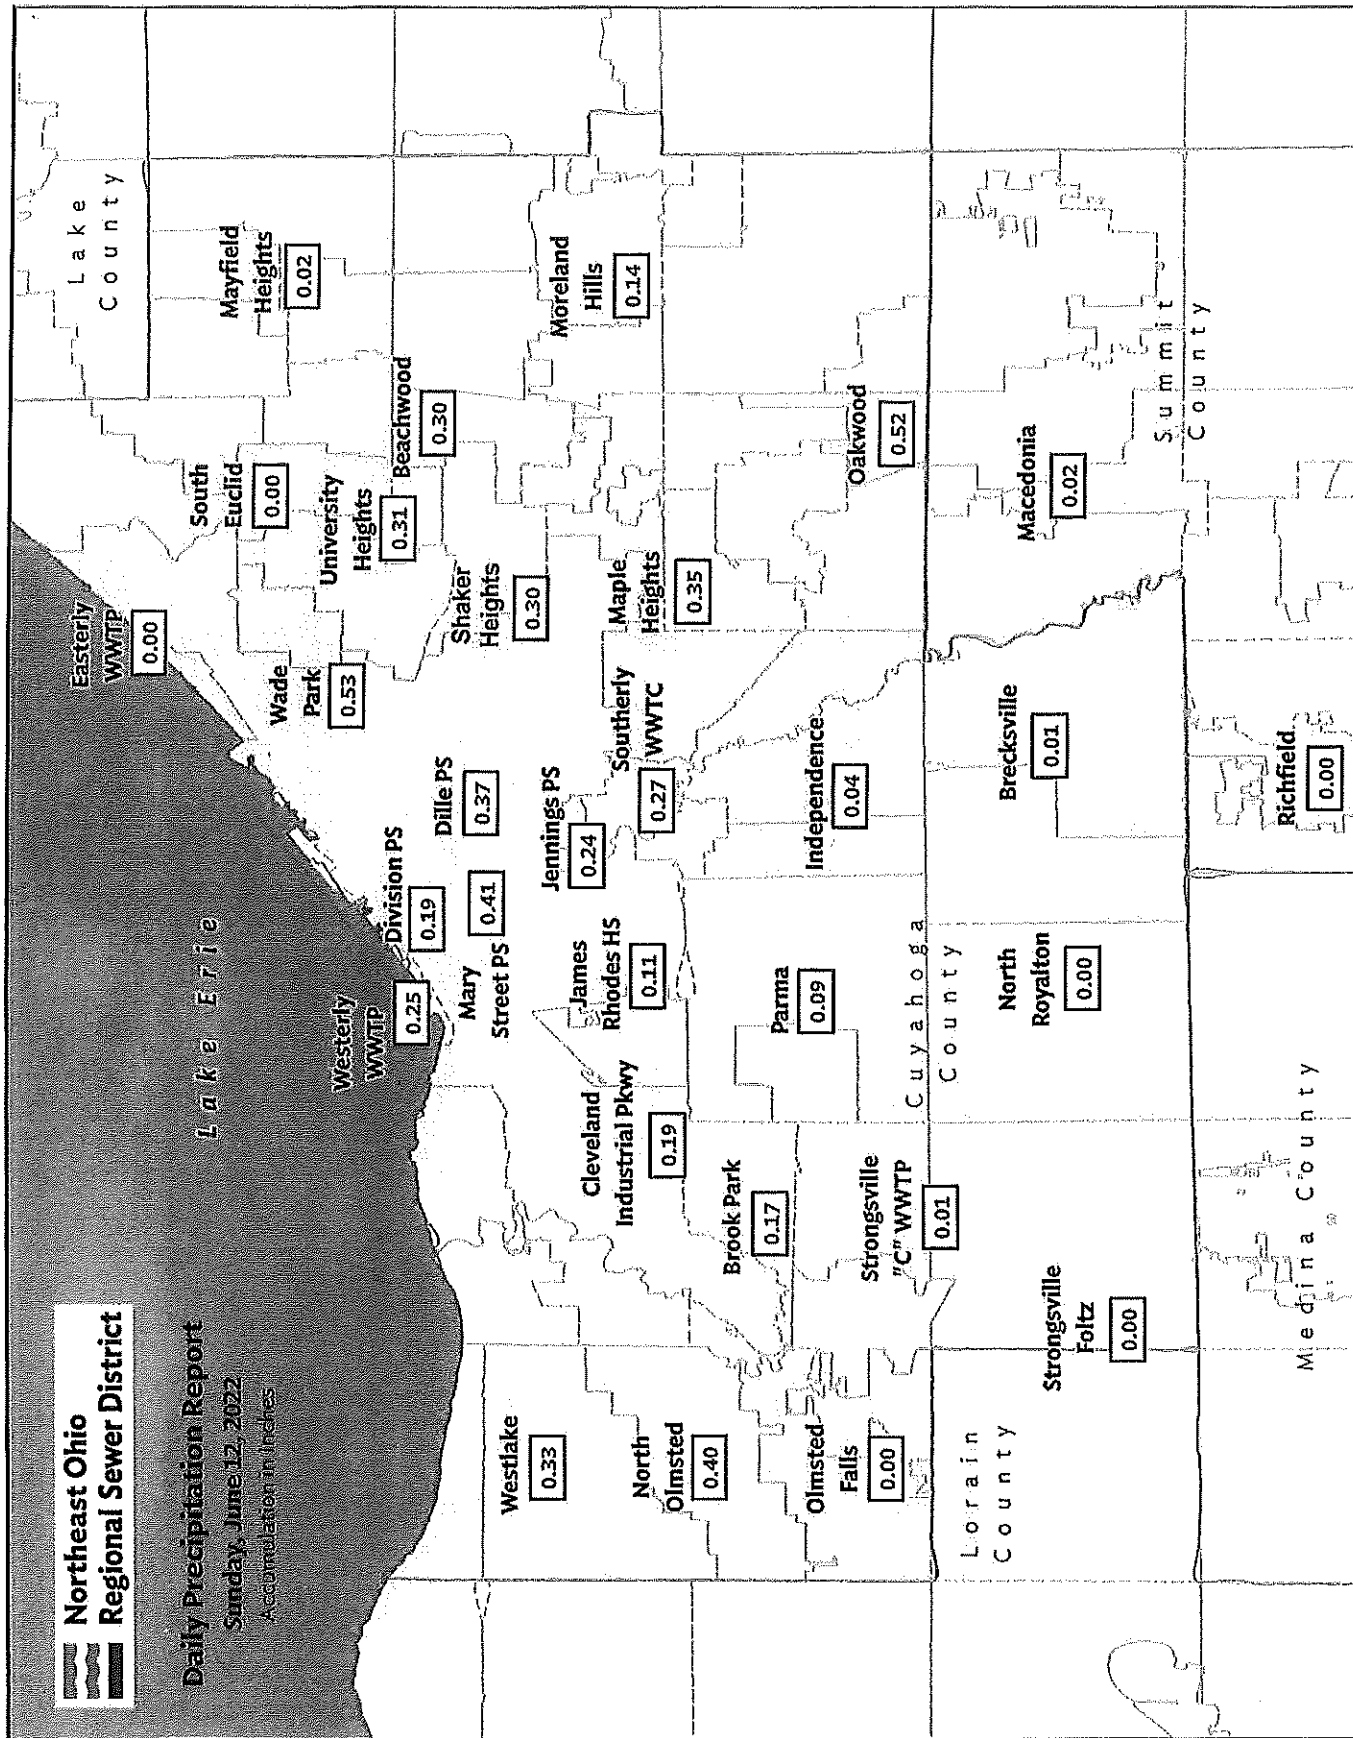 Northeast Ohio
Regional Sewer District
Daily Precipitation Report
Sunday, June 12, 2022
Accumulation in Inches
Lake Erie
Lake
County
Easterly
WWTP
0.00
Mayfield
Heights
0.02
South
Euclid
0.00
Wade
Park
0.53
University
Heights
0.31
Beachwood
0.30
Westerly
WWTP
0.25
Division PS
0.19
Dille PS
0.37
Mary
Street PS
0.41
Shaker
Heights
0.30
Moreland
Hills
0.14
Westlake
0.33
Jennings PS
0.24
James
Rhodes HS
0.11
Cleveland
Industrial Pkwy
0.19
Southerly
WWTC
0.27
Maple
Heights
0.35
North
Olmsted
0.40
Brook Park
0.17
Parma
0.09
Independence
0.04
Oakwood
0.52
Olmsted
Falls
0.00
Strongsville
"C" WWTP
0.01
Cuyahoga
County
Lorain
County
Strongsville
Foltz
0.00
North
Royalton
0.00
Brecksville
0.01
Macedonia
0.02
Summit
County
Medina County
Richfield
0.00